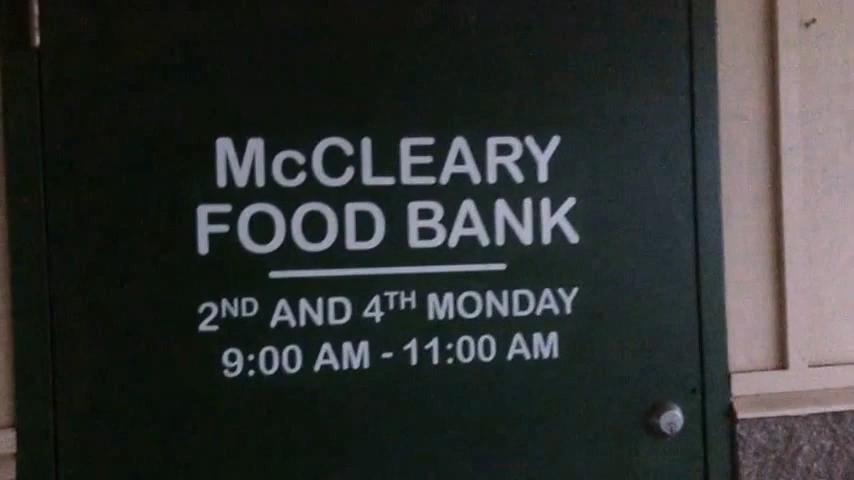 McCLEARY
FOOD BANK
2ND AND 4TH MONDAY
9:00 AM - 11:00 AM